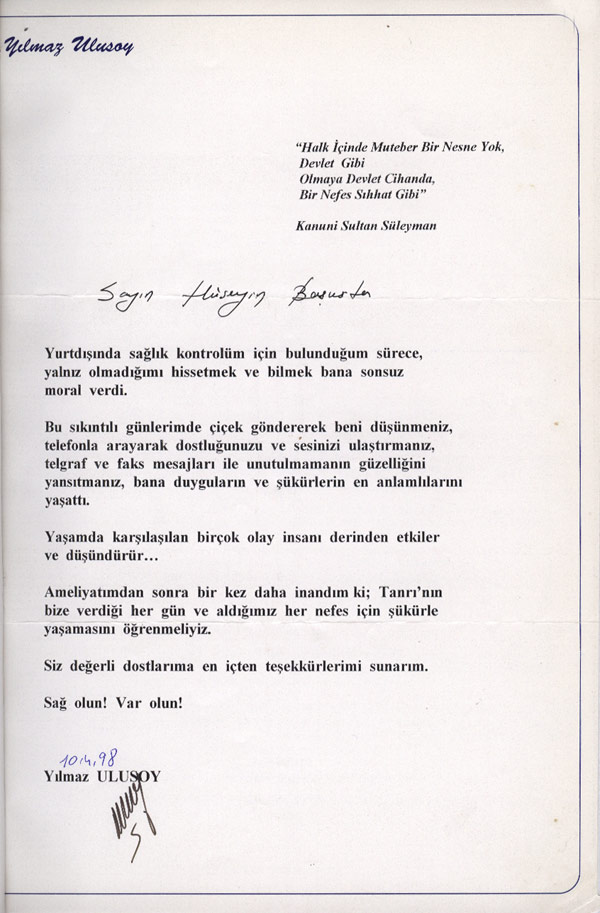 Yılmaz Ulusoy
“Halk İçinde Muteber Bir Nesne Yok,
Devlet Gibi
Olmaya Devlet Cihanda,
Bir Nefes Sıhhat Gibi”
Kanuni Sultan Süleyman
Sayın Hüseyin Başusta
Yurtdışında sağlık kontrolüm için bulunduğum sürece,
yalnız olmadığımı hissetmek ve bilmek bana sonsuz
moral verdi.
Bu sıkıntılı günlerimde çiçek göndererek beni düşünmeniz,
telefonla arayarak dostluğunuzu ve sesinizi ulaştırmanız,
telgraf ve faks mesajları ile unutulmamanın güzelliğini
yansıtmanız, bana duyguların ve şükürlerin en anlamlılarını
yaşattı.
Yaşamda karşılaşılan birçok olay insanı derinden etkiler
ve düşündürür...
Ameliyatımdan sonra bir kez daha inandım ki; Tanrı’nın
bize verdiği her gün ve aldığımız her nefes için şükürle
yaşamasını öğrenmeliyiz.
Siz değerli dostlarıma en içten teşekkürlerimi sunarım.
Sağ olun! Var olun!
10.4.98
Yılmaz ULUSOY